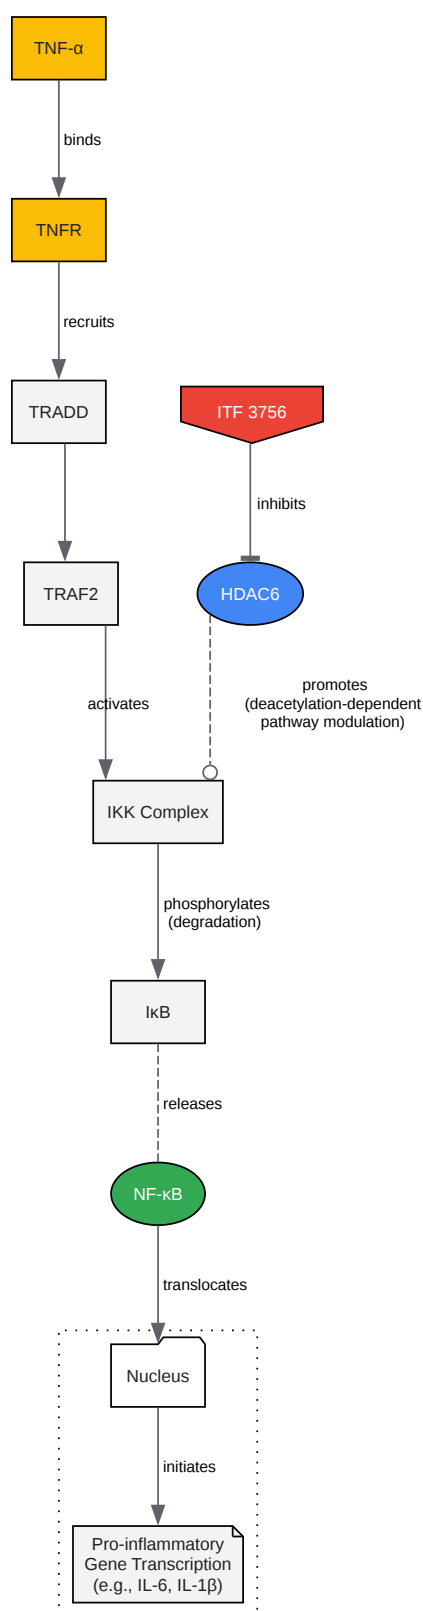 TNF-α
binds
TNFR
recruits
TRADD
ITF 3756
inhibits
TRAF2
HDAC6
activates
promotes
(deacetylation-dependent
pathway modulation)
IKK Complex
phosphorylates
(degradation)
IκB
releases
NF-κB
translocates
Nucleus
initiates
Pro-inflammatory
Gene Transcription
(e.g., IL-6, IL-1β)